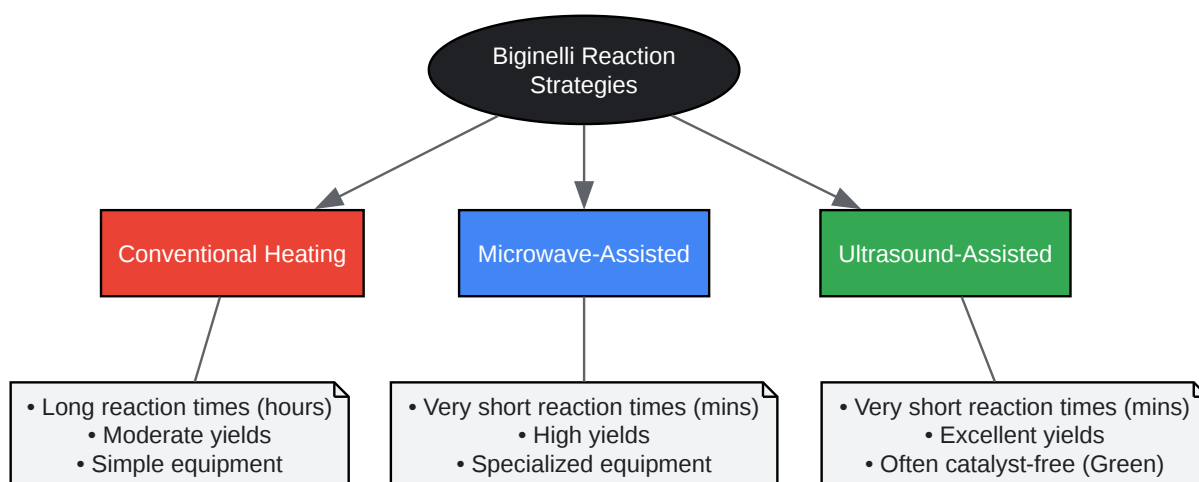 Biginelli Reaction
Strategies
Conventional Heating
Microwave-Assisted
Ultrasound-Assisted
• Long reaction times (hours)
• Moderate yields
• Simple equipment
• Very short reaction times (mins)
• High yields
• Specialized equipment
• Very short reaction times (mins)
• Excellent yields
• Often catalyst-free (Green)